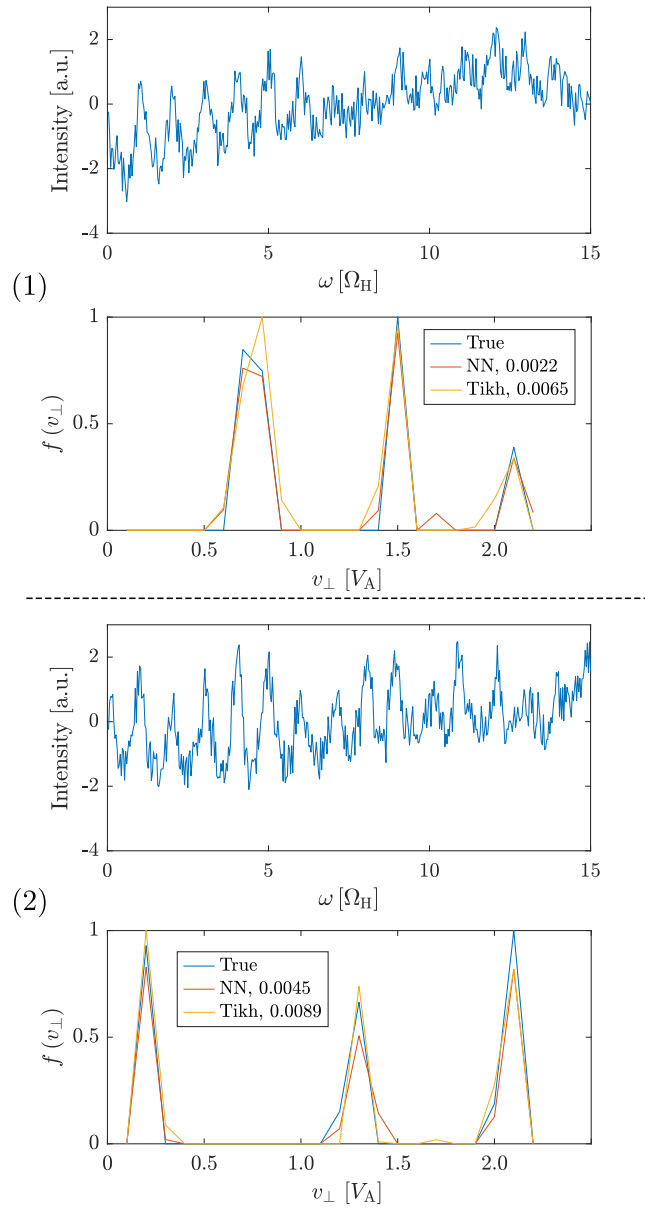 2
0
-2
-4
Intensity [a.u.]
0
5
10
15
ω [Ω_H]
(1)
1
0.5
0
f (v_⊥)
True
NN, 0.0022
Tikh, 0.0065
0.5
1.0
1.5
2.0
v_⊥ [V_A]
2
0
-2
-4
Intensity [a.u.]
0
5
10
15
ω [Ω_H]
(2)
1
0.5
0
f (v_⊥)
True
NN, 0.0045
Tikh, 0.0089
0.5
1.0
1.5
2.0
v_⊥ [V_A]